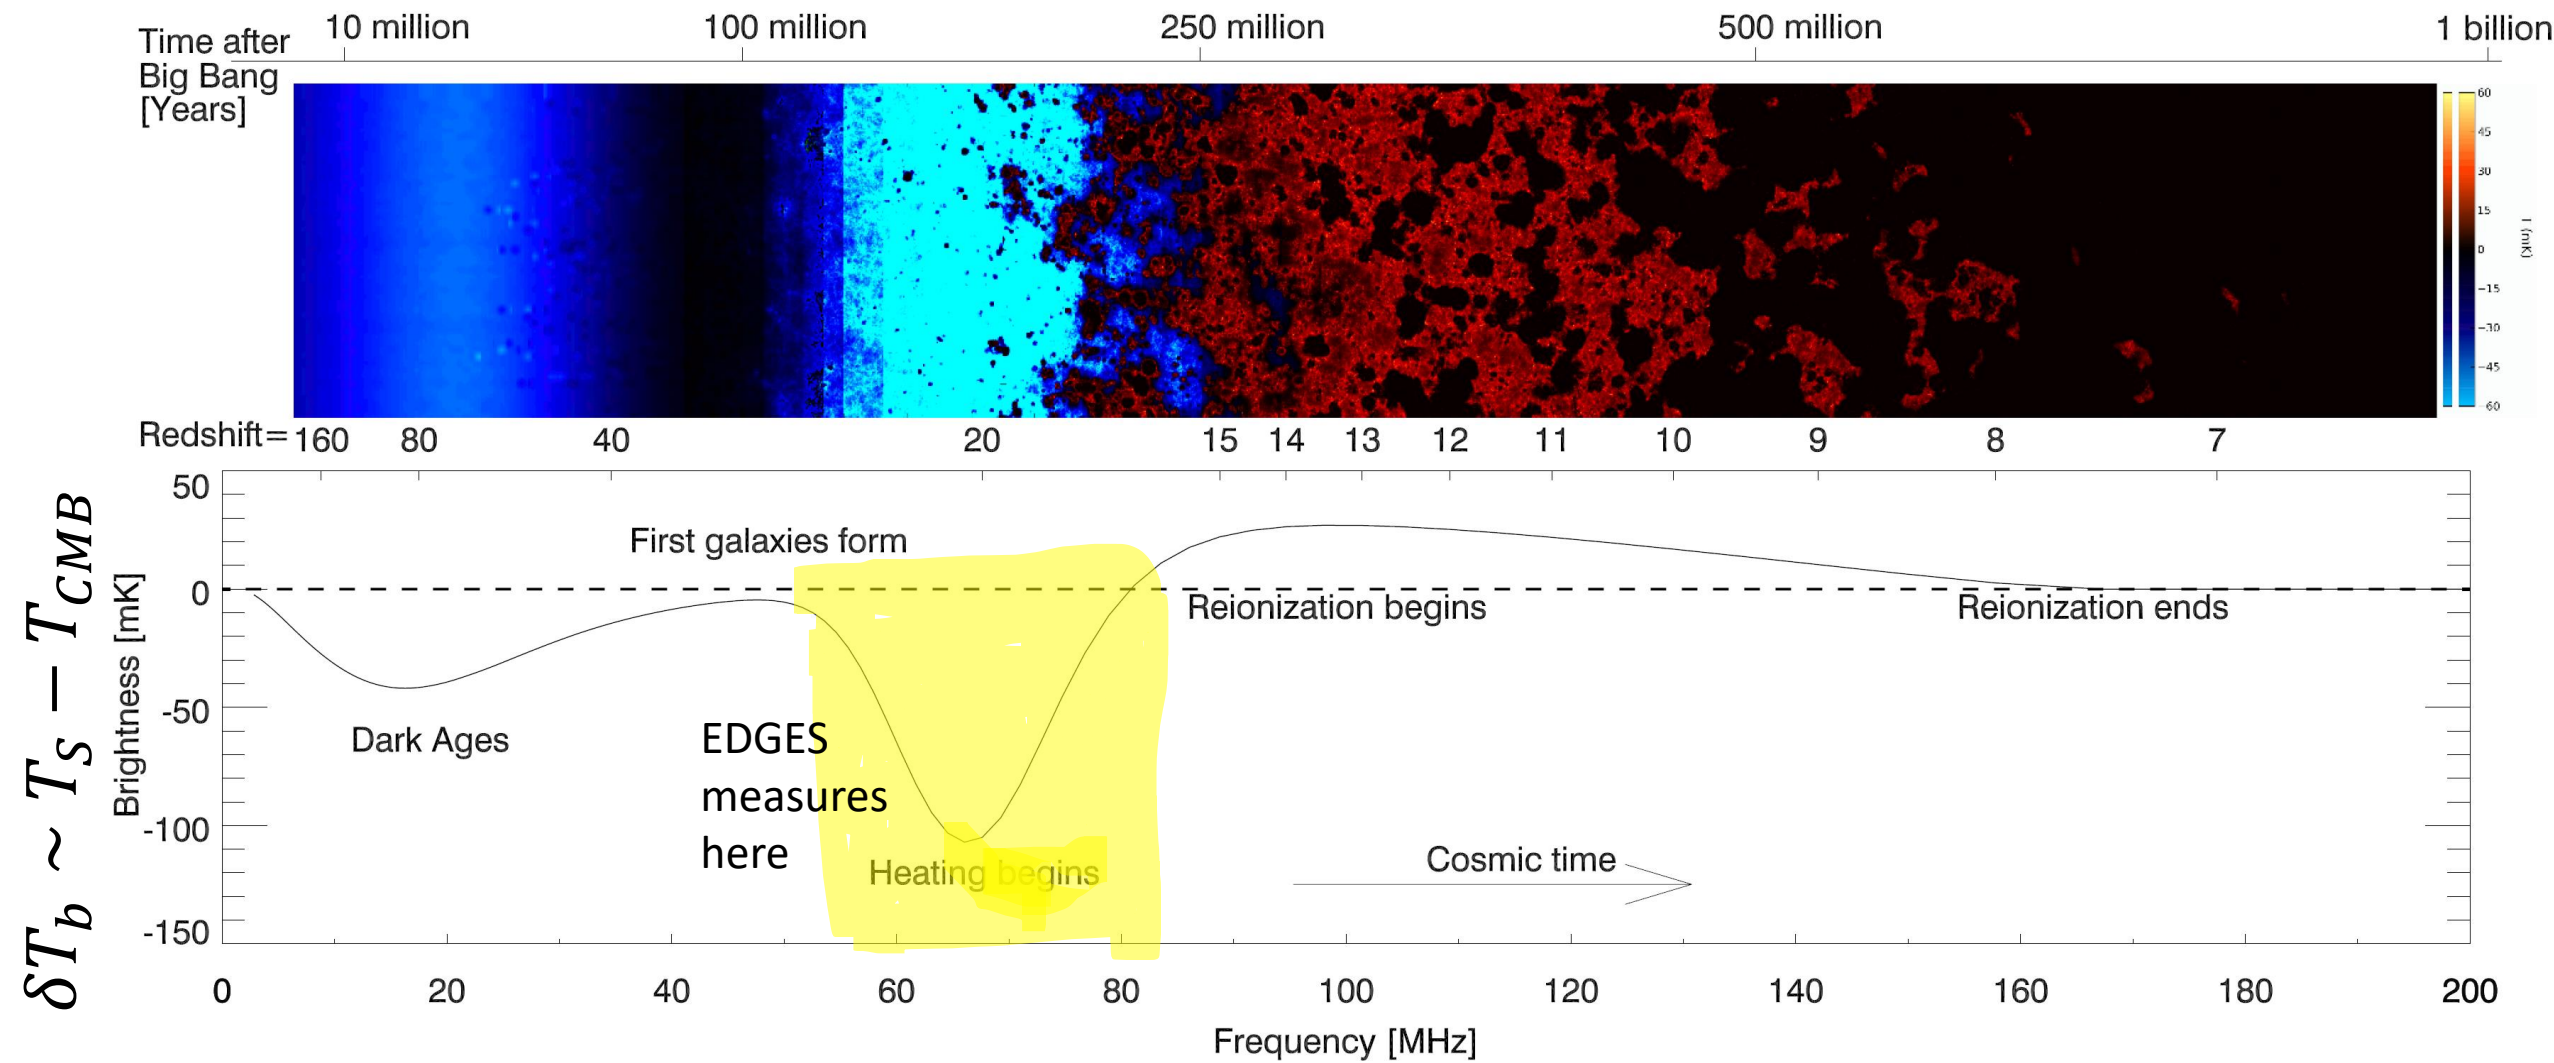 10 million 100 million 250 million 500 million 1 billion
Time after
Big Bang
[Years]
60
45
30
15
0
−15
−30
−45
−60
T (mK)
Redshift= 160 80 40 20 15 14 13 12 11 10 9 8 7
δT_b ~ T_S − T_CMB
Brightness [mK]
50
0
-50
-100
-150
First galaxies form
Reionization begins
Reionization ends
Dark Ages
EDGES
measures
here
Heating begins
Cosmic time
0 20 40 60 80 100 120 140 160 180 200
Frequency [MHz]